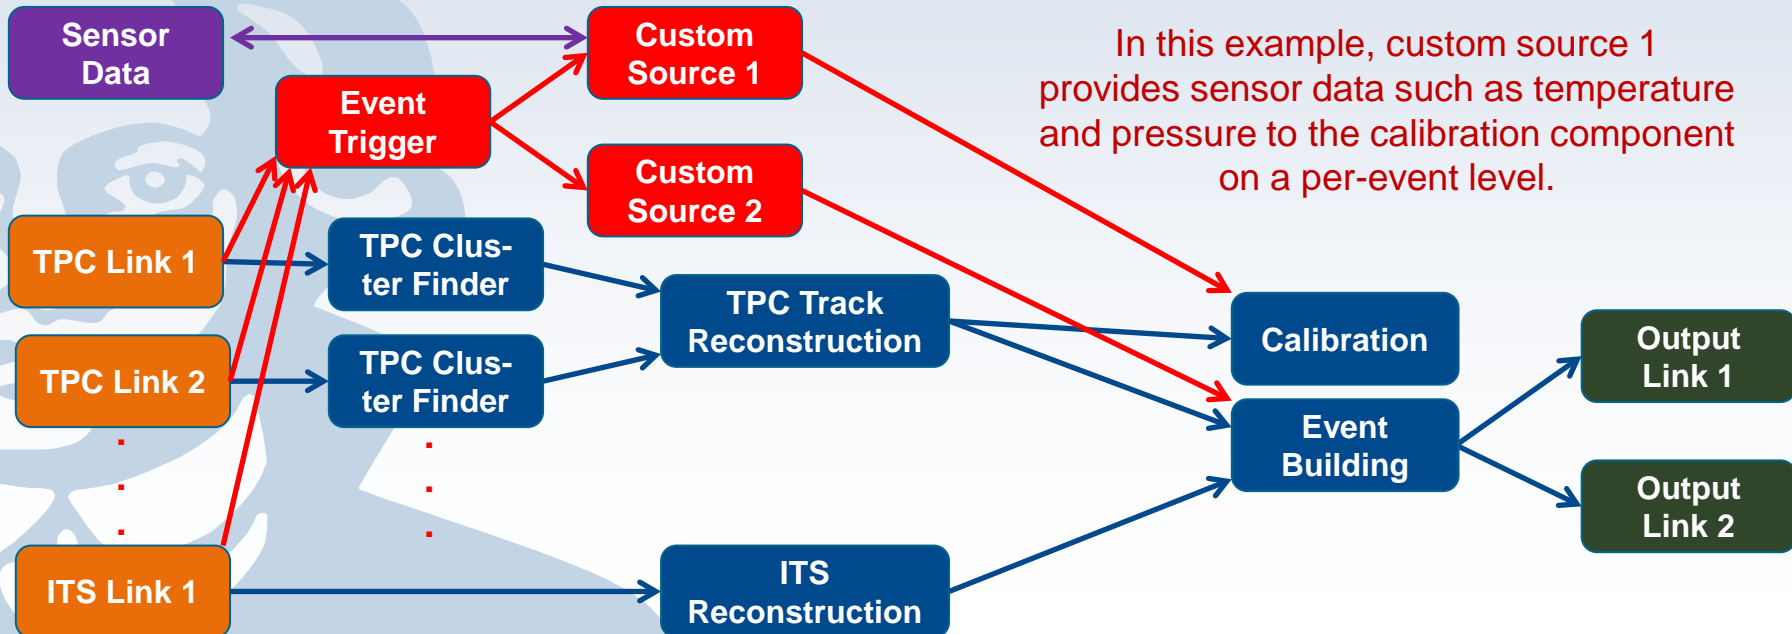 Sensor
Data
Custom
Source 1
In this example, custom source 1
provides sensor data such as temperature
and pressure to the calibration component
on a per-event level.
Event
Trigger
Custom
Source 2
TPC Link 1
TPC Clus-
ter Finder
TPC Track
Reconstruction
Calibration
Output
Link 1
TPC Link 2
TPC Clus-
ter Finder
Event
Building
Output
Link 2
.
.
.
.
.
.
ITS Link 1
ITS
Reconstruction